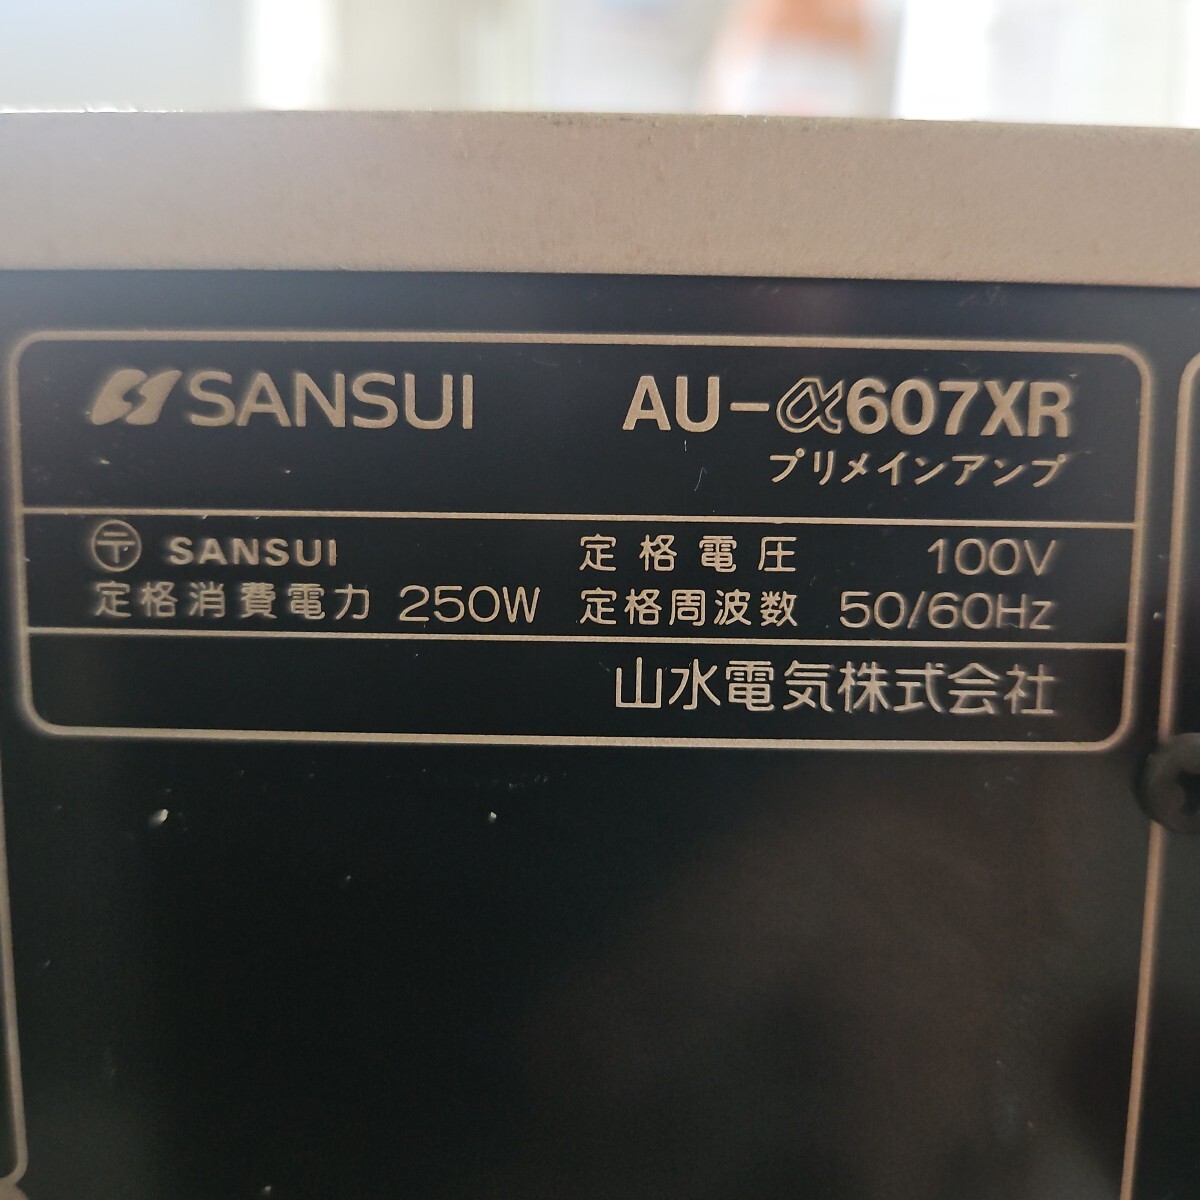 SANSUI AU-α607XR
プリメインアンプ
〒 SANSUI 定格電圧 100V
定格消費電力 250W 定格周波数 50/60Hz
山水電気株式会社